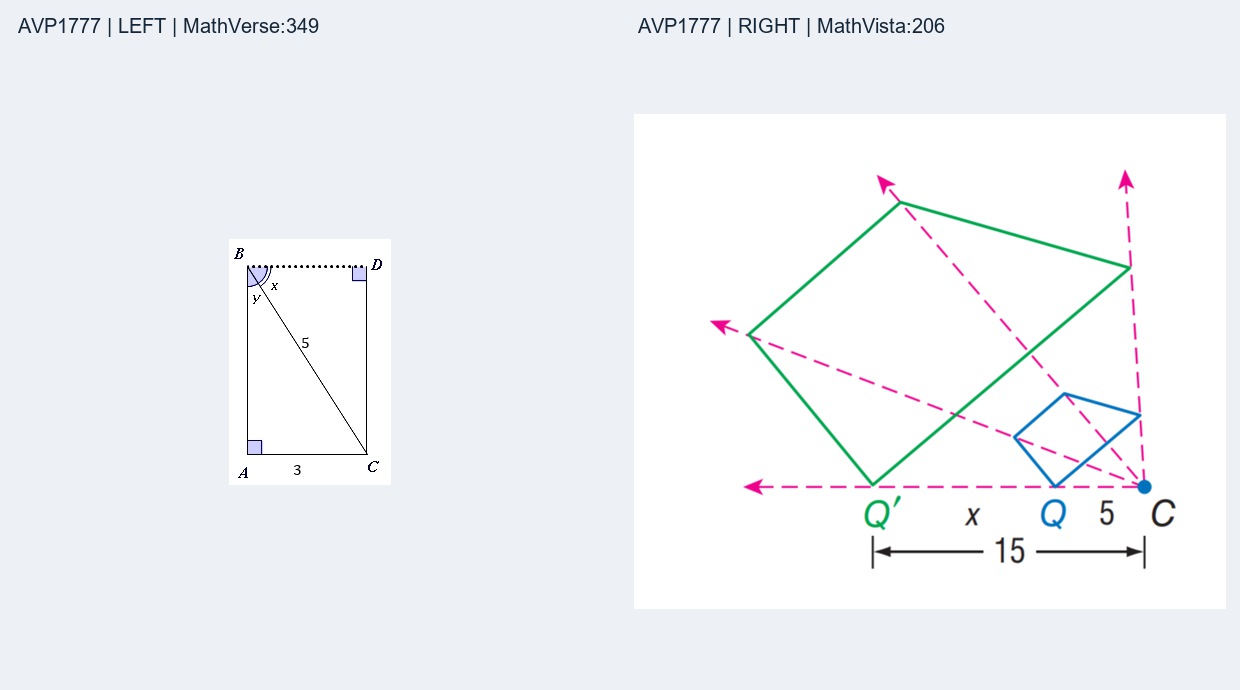 AVP1777 | LEFT | MathVerse:349
B
D
x
y
5
A
3
C
AVP1777 | RIGHT | MathVista:206
Q′ x Q 5 C
15